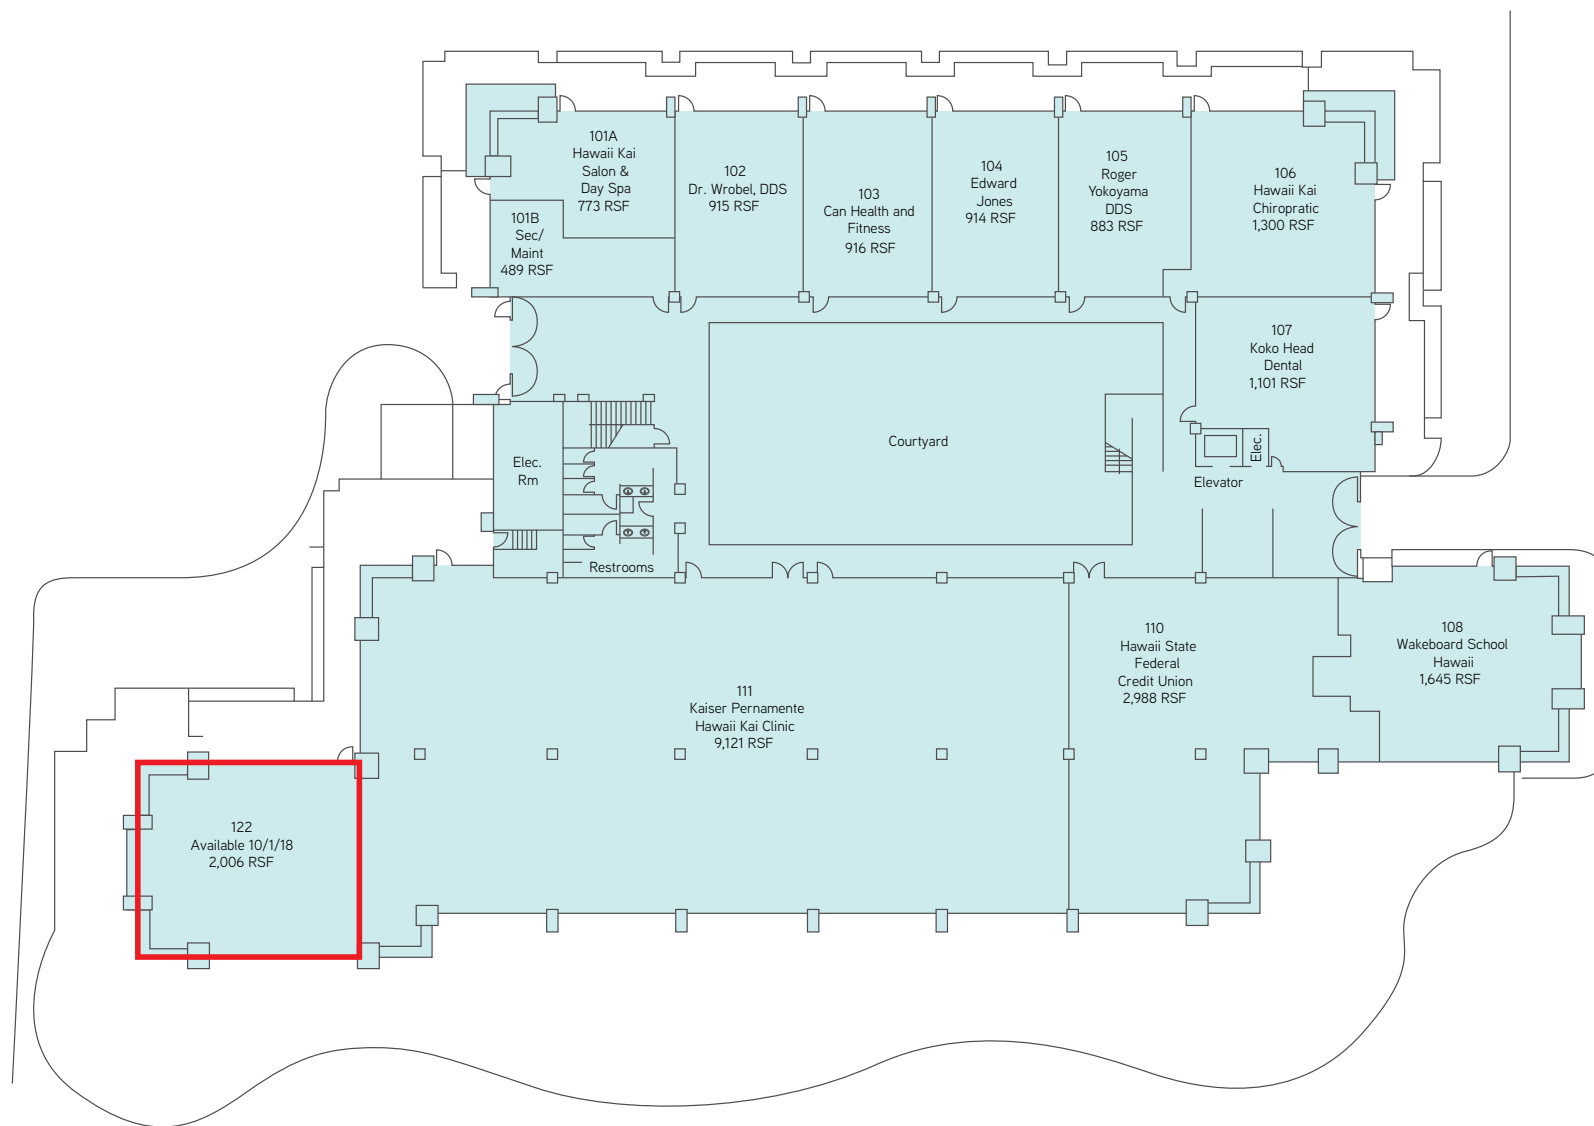 101A
Hawaii Kai
Salon &
Day Spa
773 RSF
101B
Sec/
Maint
489 RSF
102
Dr. Wrobel, DDS
915 RSF
103
Can Health and
Fitness
916 RSF
104
Edward
Jones
914 RSF
105
Roger
Yokoyama
DDS
883 RSF
106
Hawaii Kai
Chiropratic
1,300 RSF
107
Koko Head
Dental
1,101 RSF
Courtyard
Elec.
Rm
Elec.
Elevator
Restrooms
108
Wakeboard School
Hawaii
1,645 RSF
110
Hawaii State
Federal
Credit Union
2,988 RSF
111
Kaiser Pernamente
Hawaii Kai Clinic
9,121 RSF
122
Available 10/1/18
2,006 RSF